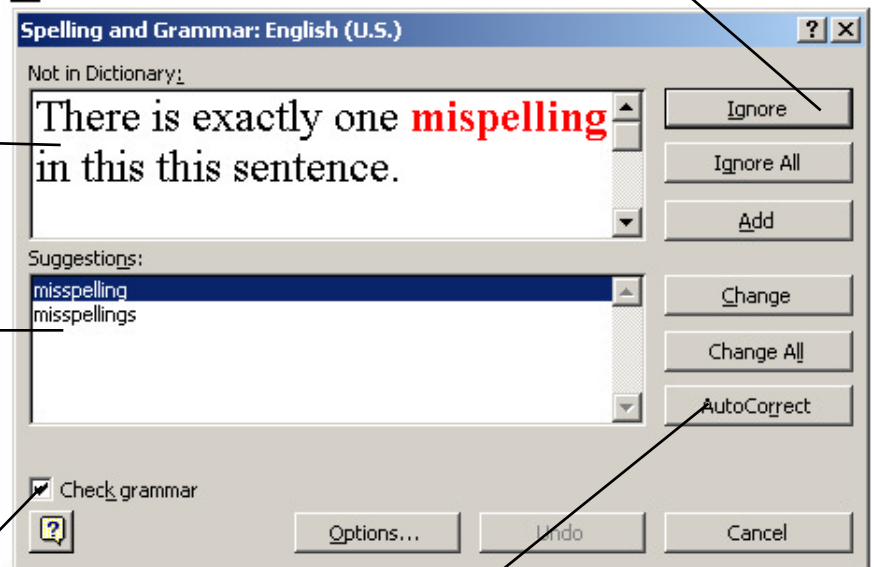 Spelling and Grammar: English (U.S.)
Not in Dictionary:
There is exactly one mispelling
in this this sentence.
Ignore
Ignore All
Add
Suggestions:
misspelling
misspellings
Change
Change All
AutoCorrect
Check grammar
Options...
Undo
Cancel